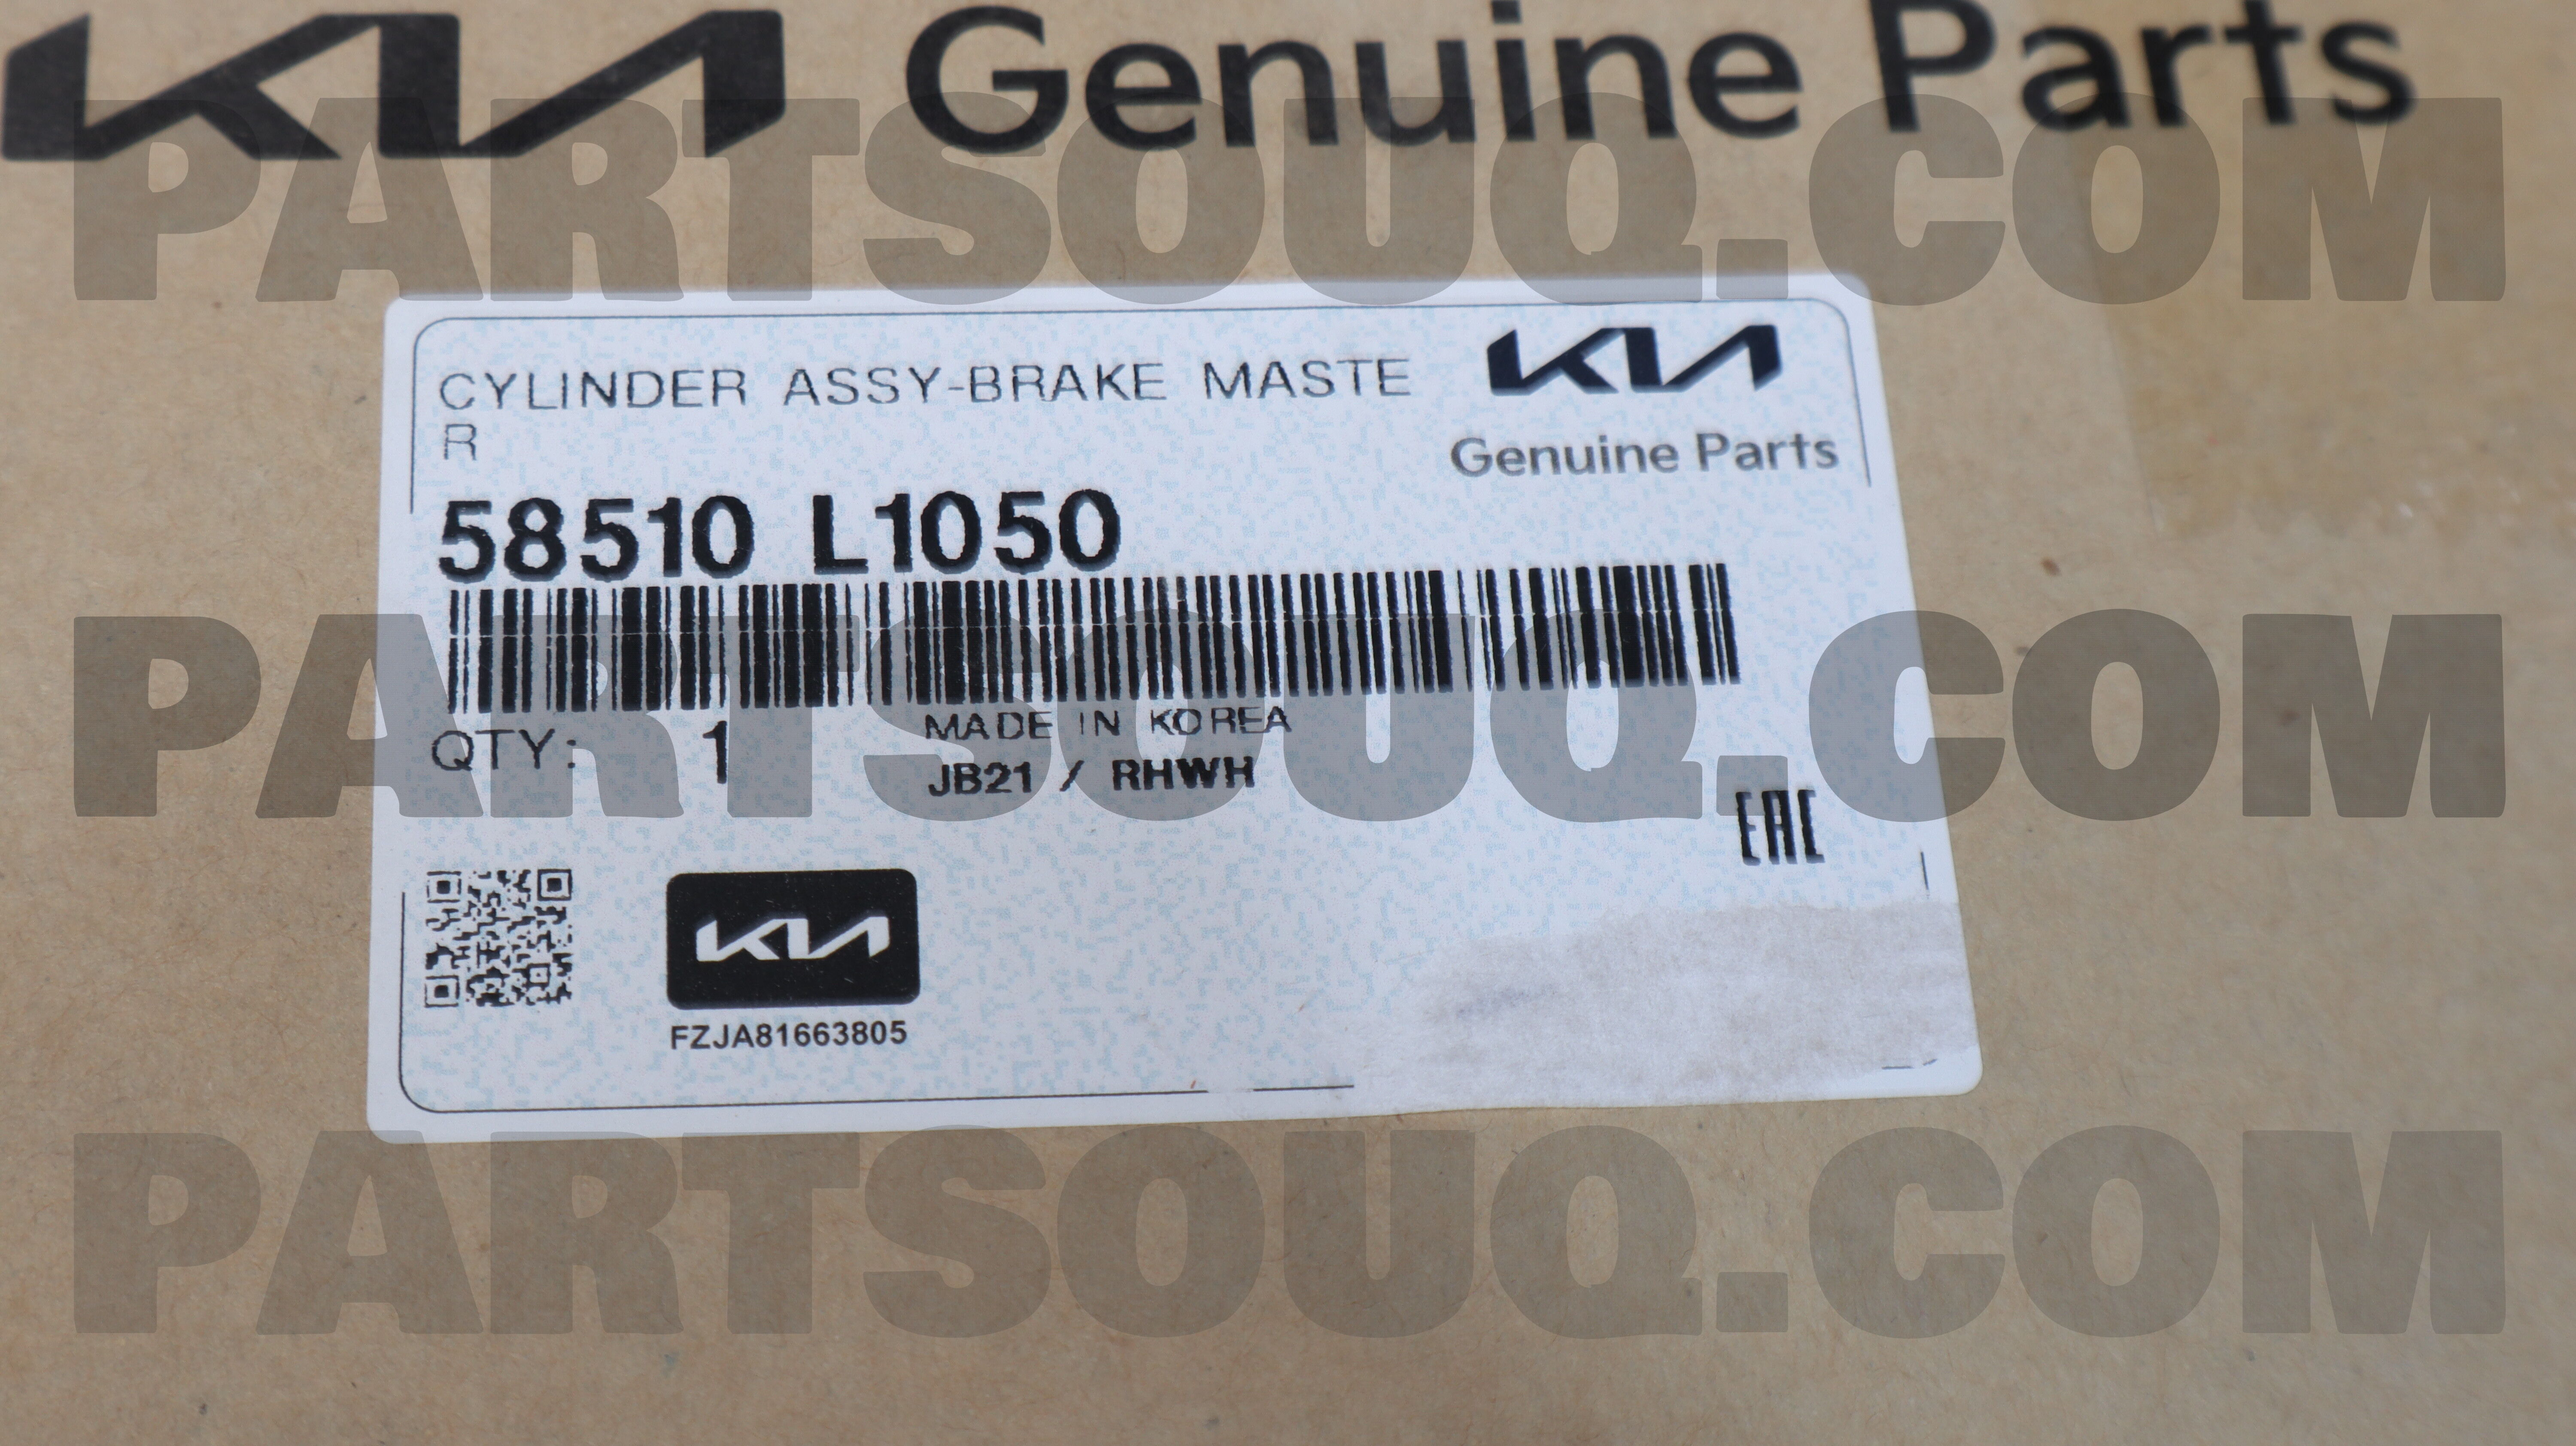 KIA Genuine Parts
PARTSOUQ.COM
CYLINDER ASSY-BRAKE MASTE
R
KIA
Genuine Parts
58510 L1050
PARTSOUQ.COM
QTY: 1
MADE IN KOREA
JB21 / RHWH
EAC
KIA
FZJA81663805
PARTSOUQ.COM